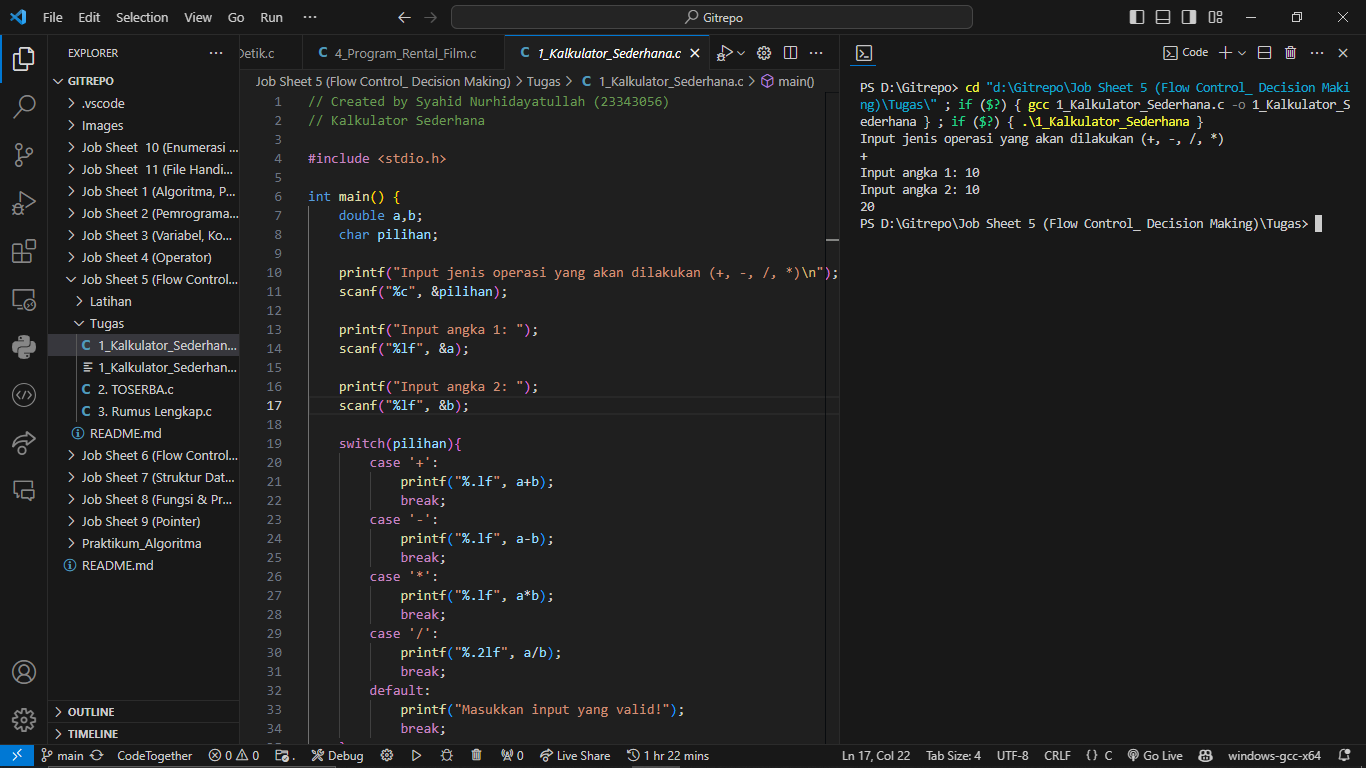 File Edit Selection View Go Run ··· Gitrepo
EXPLORER ···
GITREPO
.vscode
Images
Job Sheet 10 (Enumerasi ...
Job Sheet 11 (File Handi...
Job Sheet 1 (Algoritma, P...
Job Sheet 2 (Pemrograma...
Job Sheet 3 (Variabel, Ko...
Job Sheet 4 (Operator)
Job Sheet 5 (Flow Control...
Latihan
Tugas
C 1_Kalkulator_Sederhan...
1_Kalkulator_Sederhan...
C 2. TOSERBA.c
C 3. Rumus Lengkap.c
README.md
Job Sheet 6 (Flow Control...
Job Sheet 7 (Struktur Dat...
Job Sheet 8 (Fungsi & Pr...
Job Sheet 9 (Pointer)
Praktikum_Algoritma
README.md
OUTLINE
TIMELINE
Detik.c C 4_Program_Rental_Film.c C 1_Kalkulator_Sederhana.c
Job Sheet 5 (Flow Control_ Decision Making) > Tugas > C 1_Kalkulator_Sederhana.c > main()
1 // Created by Syahid Nurhidayatullah (23343056)
2 // Kalkulator Sederhana
3
4 #include <stdio.h>
5
6 int main() {
7 double a,b;
8 char pilihan;
9
10 printf("Input jenis operasi yang akan dilakukan (+, -, /, *)\n");
11 scanf("%c", &pilihan);
12
13 printf("Input angka 1: ");
14 scanf("%lf", &a);
15
16 printf("Input angka 2: ");
17 scanf("%lf", &b);
18
19 switch(pilihan){
20 case '+':
21 printf("%.lf", a+b);
22 break;
23 case '-':
24 printf("%.lf", a-b);
25 break;
26 case '*':
27 printf("%.lf", a*b);
28 break;
29 case '/':
30 printf("%.2lf", a/b);
31 break;
32 default:
33 printf("Masukkan input yang valid!");
34 break;
Code
PS D:\Gitrepo> cd "d:\Gitrepo\Job Sheet 5 (Flow Control_ Decision Maki
ng)\Tugas\" ; if ($?) { gcc 1_Kalkulator_Sederhana.c -o 1_Kalkulator_S
ederhana } ; if ($?) { .\1_Kalkulator_Sederhana }
Input jenis operasi yang akan dilakukan (+, -, /, *)
+
Input angka 1: 10
Input angka 2: 10
20
PS D:\Gitrepo\Job Sheet 5 (Flow Control_ Decision Making)\Tugas>
main CodeTogether 0 0 Debug 0 Live Share 1 hr 22 mins Ln 17, Col 22 Tab Size: 4 UTF-8 CRLF { } C Go Live windows-gcc-x64